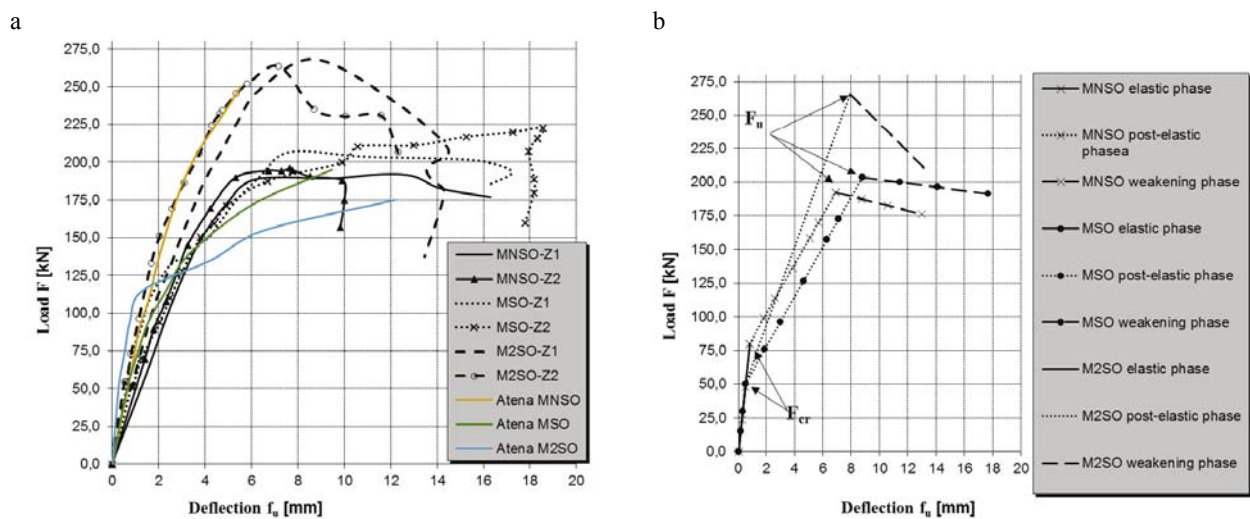 a
b
275,0
250,0
225,0
200,0
175,0
150,0
125,0
100,0
75,0
50,0
25,0
0,0
0 2 4 6 8 10 12 14 16 18 20
Load F [kN]
Deflection fu [mm]
MNSO-Z1
MNSO-Z2
MSO-Z1
MSO-Z2
M2SO-Z1
M2SO-Z2
Atena MNSO
Atena MSO
Atena M2SO
275,0
250,0
225,0
200,0
175,0
150,0
125,0
100,0
75,0
50,0
25,0
0,0
0 2 4 6 8 10 12 14 16 18 20
Load F [kN]
Deflection fu [mm]
Fu
Fcr
MNSO elastic phase
MNSO post-elastic
phasea
MNSO weakening phase
MSO elastic phase
MSO post-elastic phase
MSO weakening phase
M2SO elastic phase
M2SO post-elastic phase
M2SO weakening phase